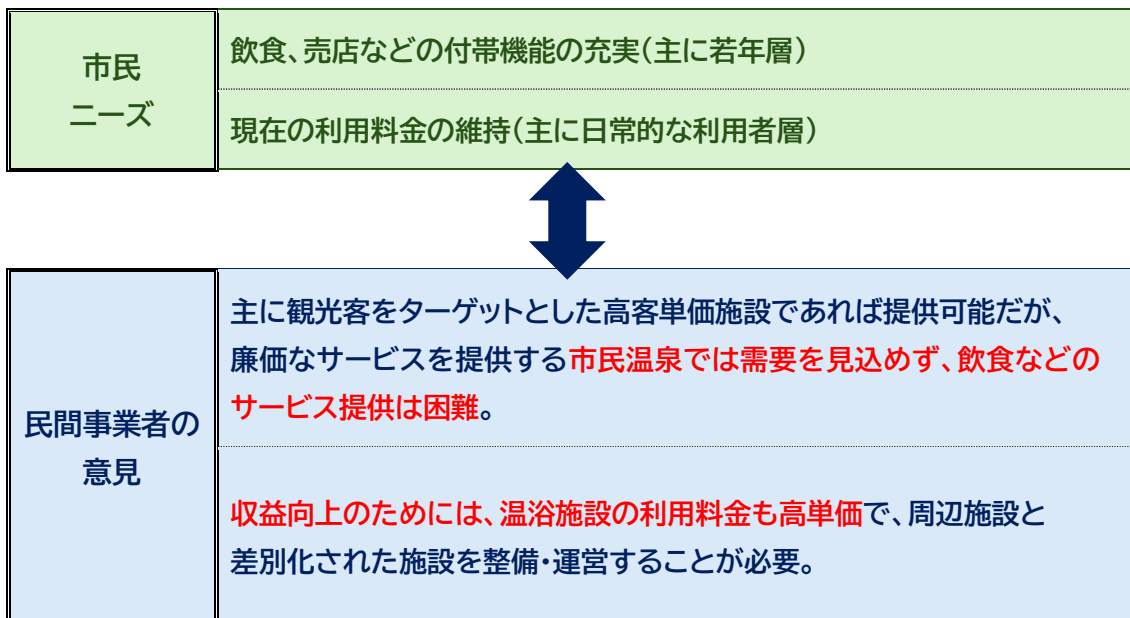 市民
ニーズ
飲食、売店などの付帯機能の充実（主に若年層）
現在の利用料金の維持（主に日常的な利用者層）
民間事業者の
意見
主に観光客をターゲットとした高客単価施設であれば提供可能だが、
廉価なサービスを提供する市民温泉では需要を見込めず、飲食などの
サービス提供は困難。
収益向上のためには、温浴施設の利用料金も高単価で、周辺施設と
差別化された施設を整備・運営することが必要。